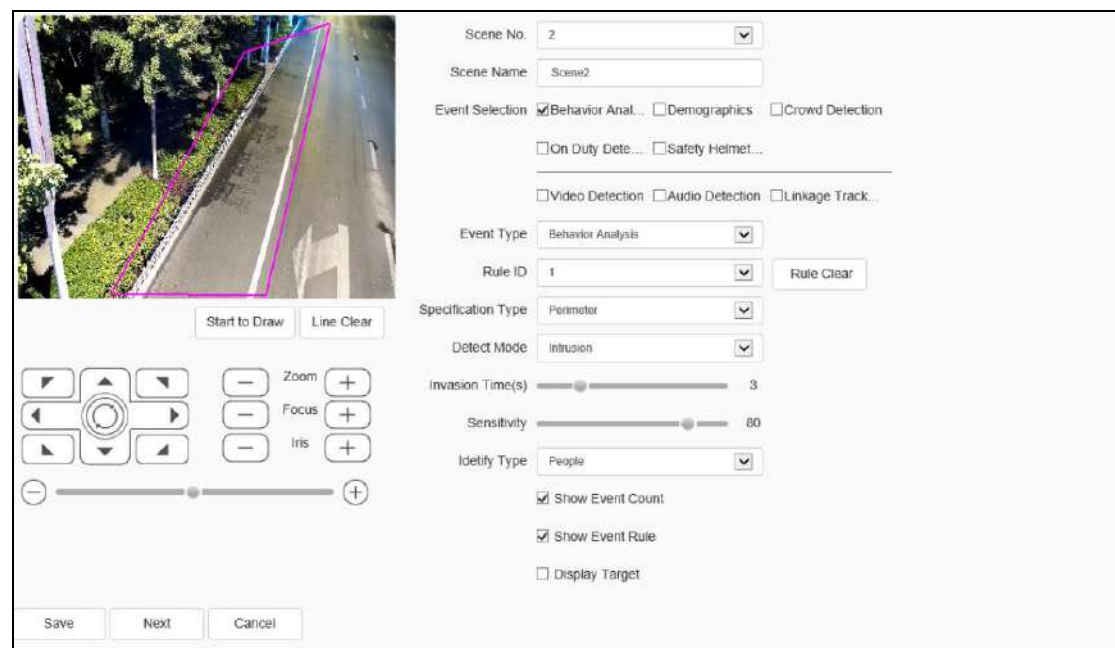 Scene No. 2
Scene Name Scene2
Event Selection Behavior Anal... Demographics Crowd Detection
On Duty Dete... Safety Helmet...
Video Detection Audio Detection Linkage Track...
Event Type Behavior Analysis
Rule ID 1 Rule Clear
Specification Type Perimeter
Start to Draw Line Clear
Detect Mode Intrusion
Zoom
Focus
Iris
Invasion Time(s) 3
Sensitivity 80
Idetify Type People
Show Event Count
Show Event Rule
Display Target
Save Next Cancel